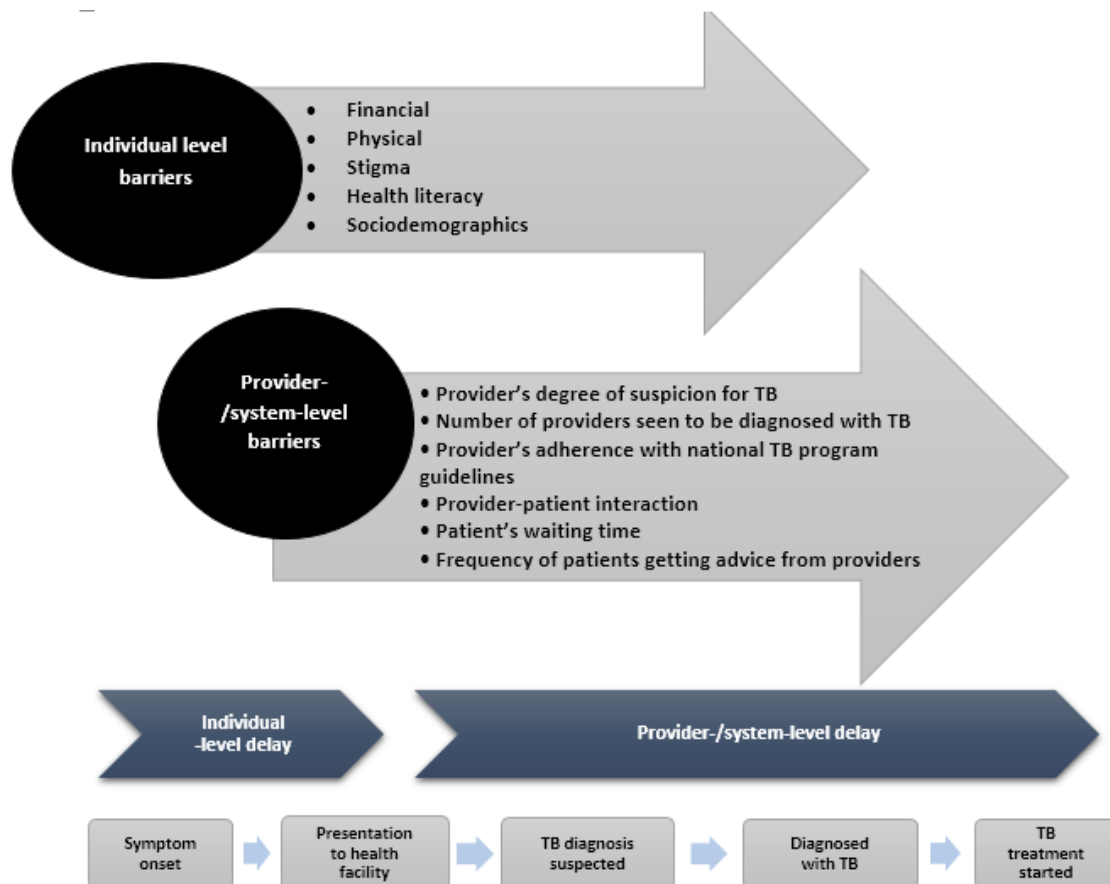 Individual level
barriers
• Financial
• Physical
• Stigma
• Health literacy
• Sociodemographics
Provider-
/system-level
barriers
• Provider’s degree of suspicion for TB
• Number of providers seen to be diagnosed with TB
• Provider’s adherence with national TB program
guidelines
• Provider-patient interaction
• Patient’s waiting time
• Frequency of patients getting advice from providers
Individual
-level delay
Provider-/system-level delay
Symptom
onset
Presentation
to health
facility
TB diagnosis
suspected
Diagnosed
with TB
TB
treatment
started